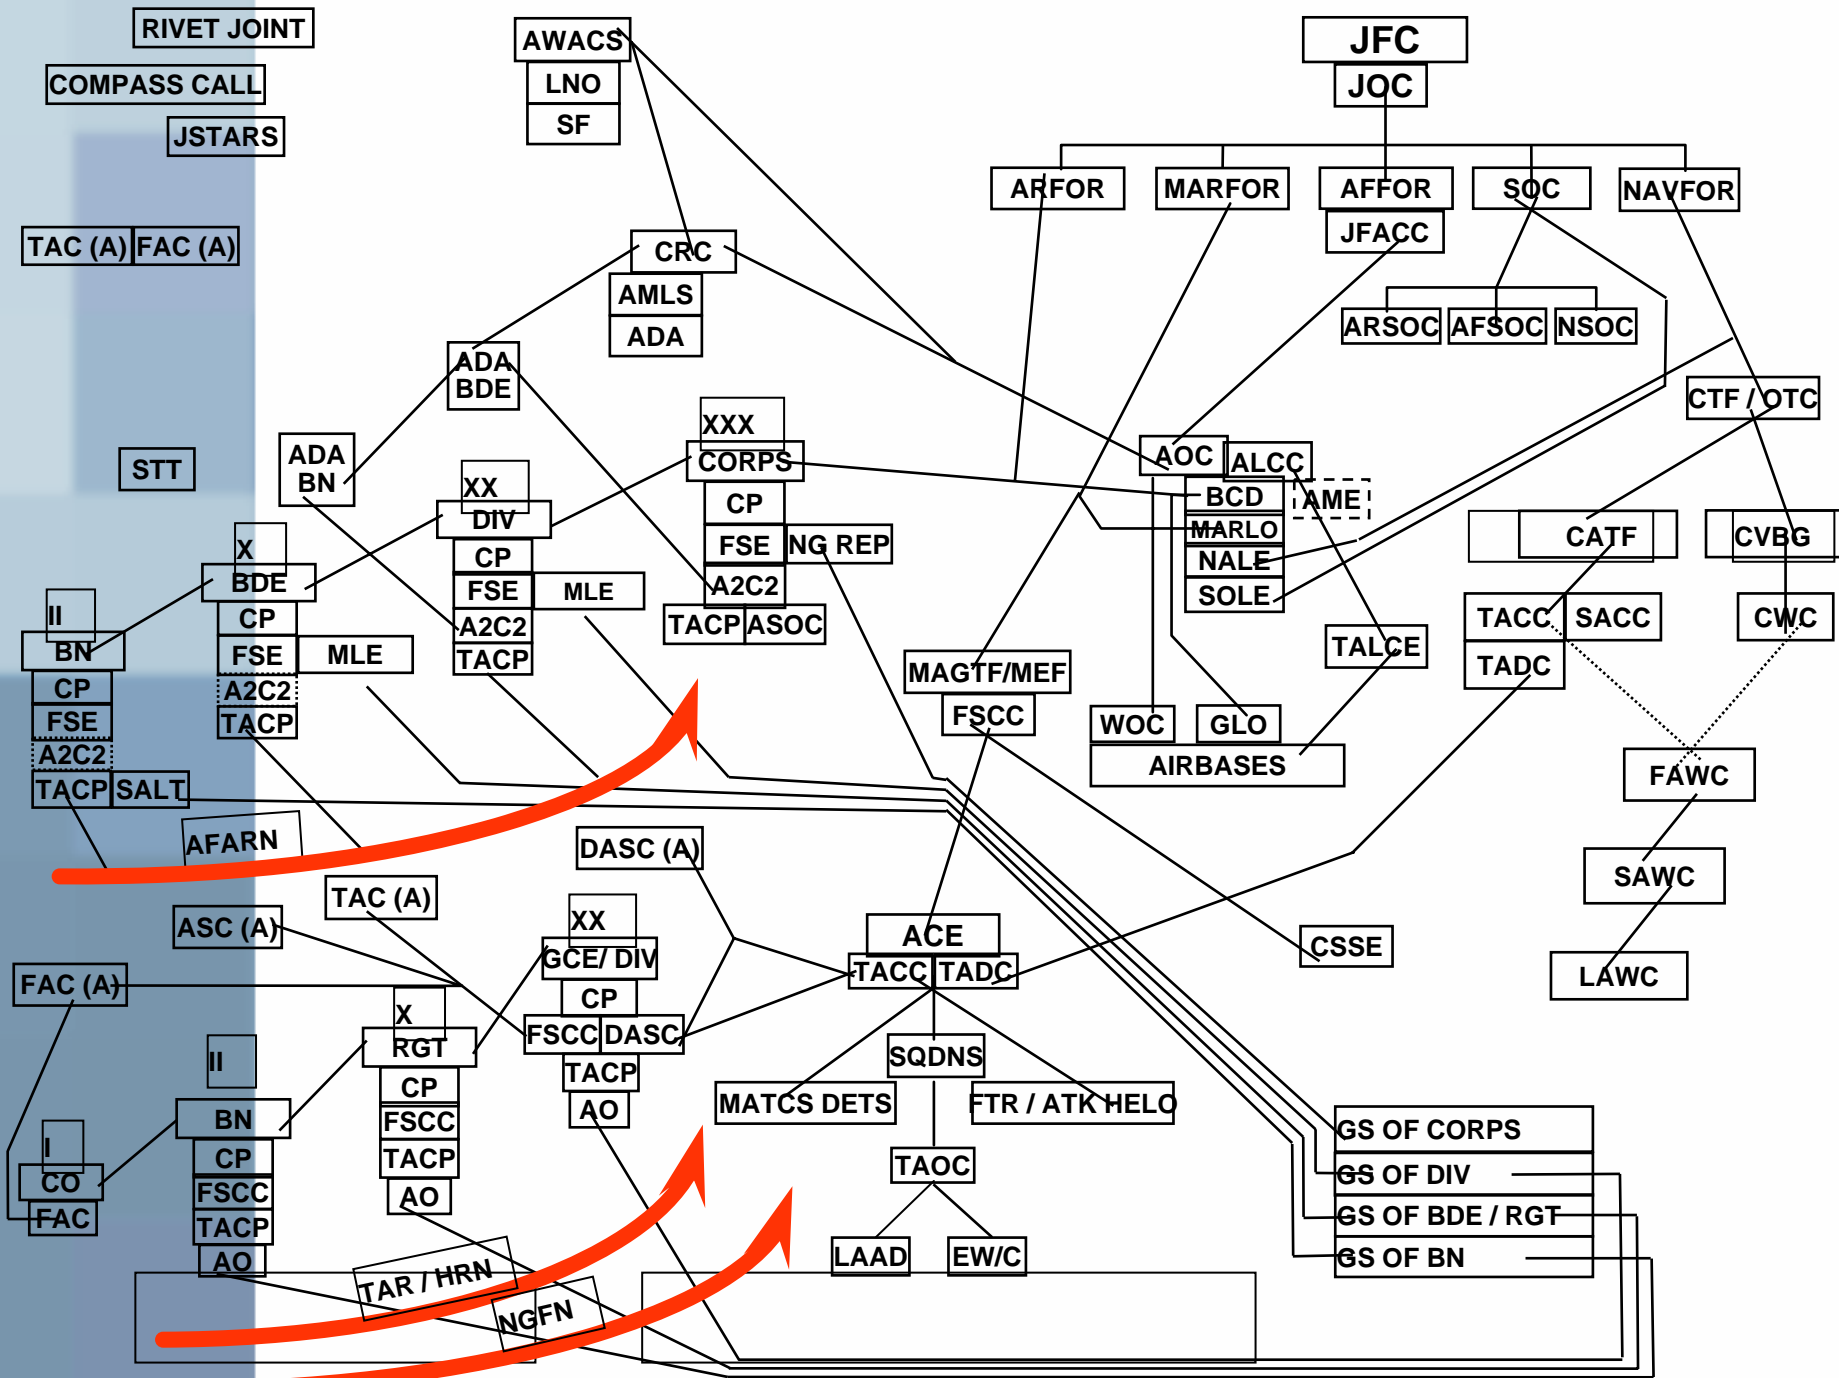 RIVET JOINT
COMPASS CALL
JSTARS
TAC (A)
FAC (A)
STT
AWACS
LNO
SF
JFC
JOC
ARFOR
MARFOR
AFFOR
JFACC
SOC
NAVFOR
ARSOC
AFSOC
NSOC
CRC
AMLS
ADA
ADA
BDE
ADA
BN
XXX
CORPS
CP
FSE
NG REP
A2C2
TACP
ASOC
XX
DIV
CP
FSE
MLE
A2C2
TACP
X
BDE
CP
FSE
MLE
A2C2
TACP
II
BN
CP
FSE
A2C2
TACP
SALT
AOC
ALCC
BCD
AME
MARLO
NALE
SOLE
CTF / OTC
CATF
CVBG
TACC
SACC
TADC
CWC
TALCE
MAGTF/MEF
FSCC
WOC
GLO
AIRBASES
FAWC
SAWC
LAWC
AFARN
DASC (A)
TAC (A)
ASC (A)
FAC (A)
XX
GCE/ DIV
CP
FSCC
DASC
TACP
AO
X
RGT
CP
FSCC
TACP
AO
II
BN
CP
FSCC
TACP
AO
I
CO
FAC
ACE
TACC
TADC
CSSE
SQDNS
MATCS DETS
FTR / ATK HELO
TAOC
LAAD
EW/C
GS OF CORPS
GS OF DIV
GS OF BDE / RGT
GS OF BN
TAR / HRN
NGFN